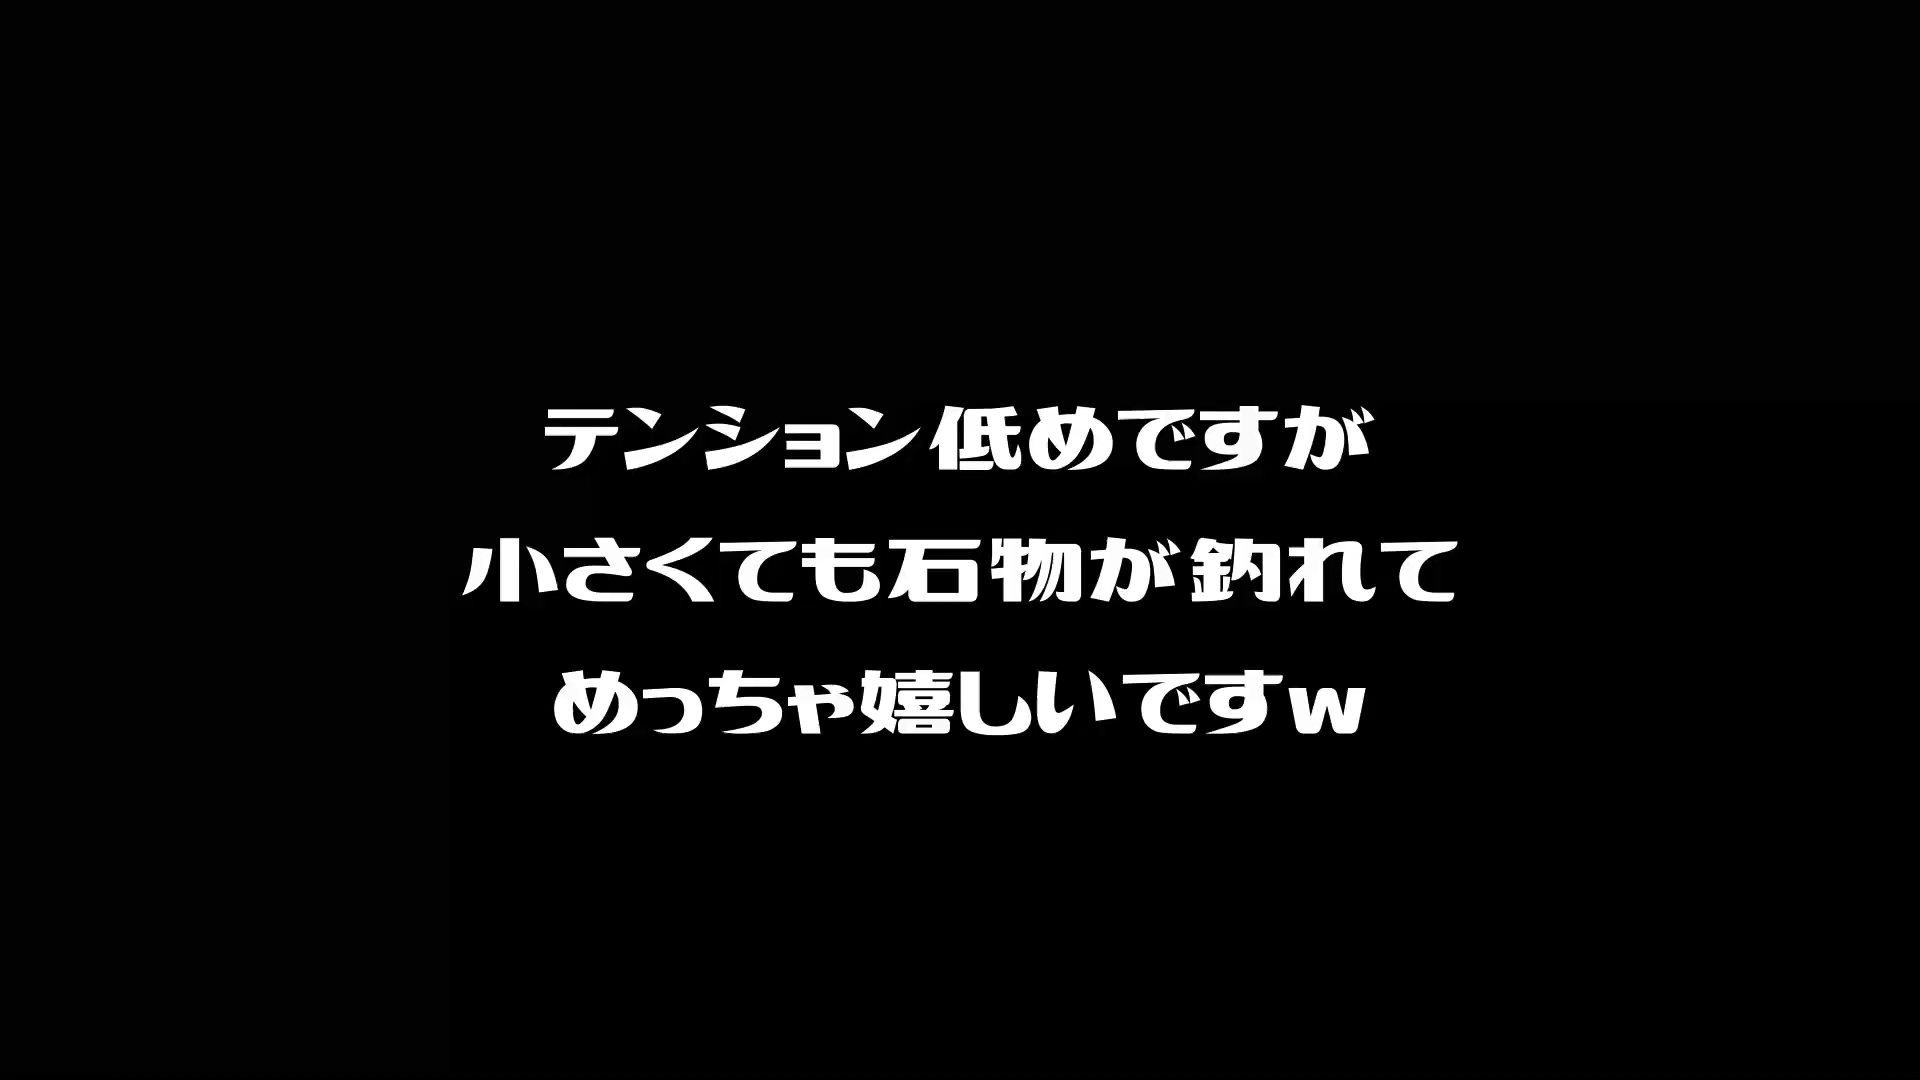 テンション低めですが
小さくても石物が釣れて
めっちゃ嬉しいですw